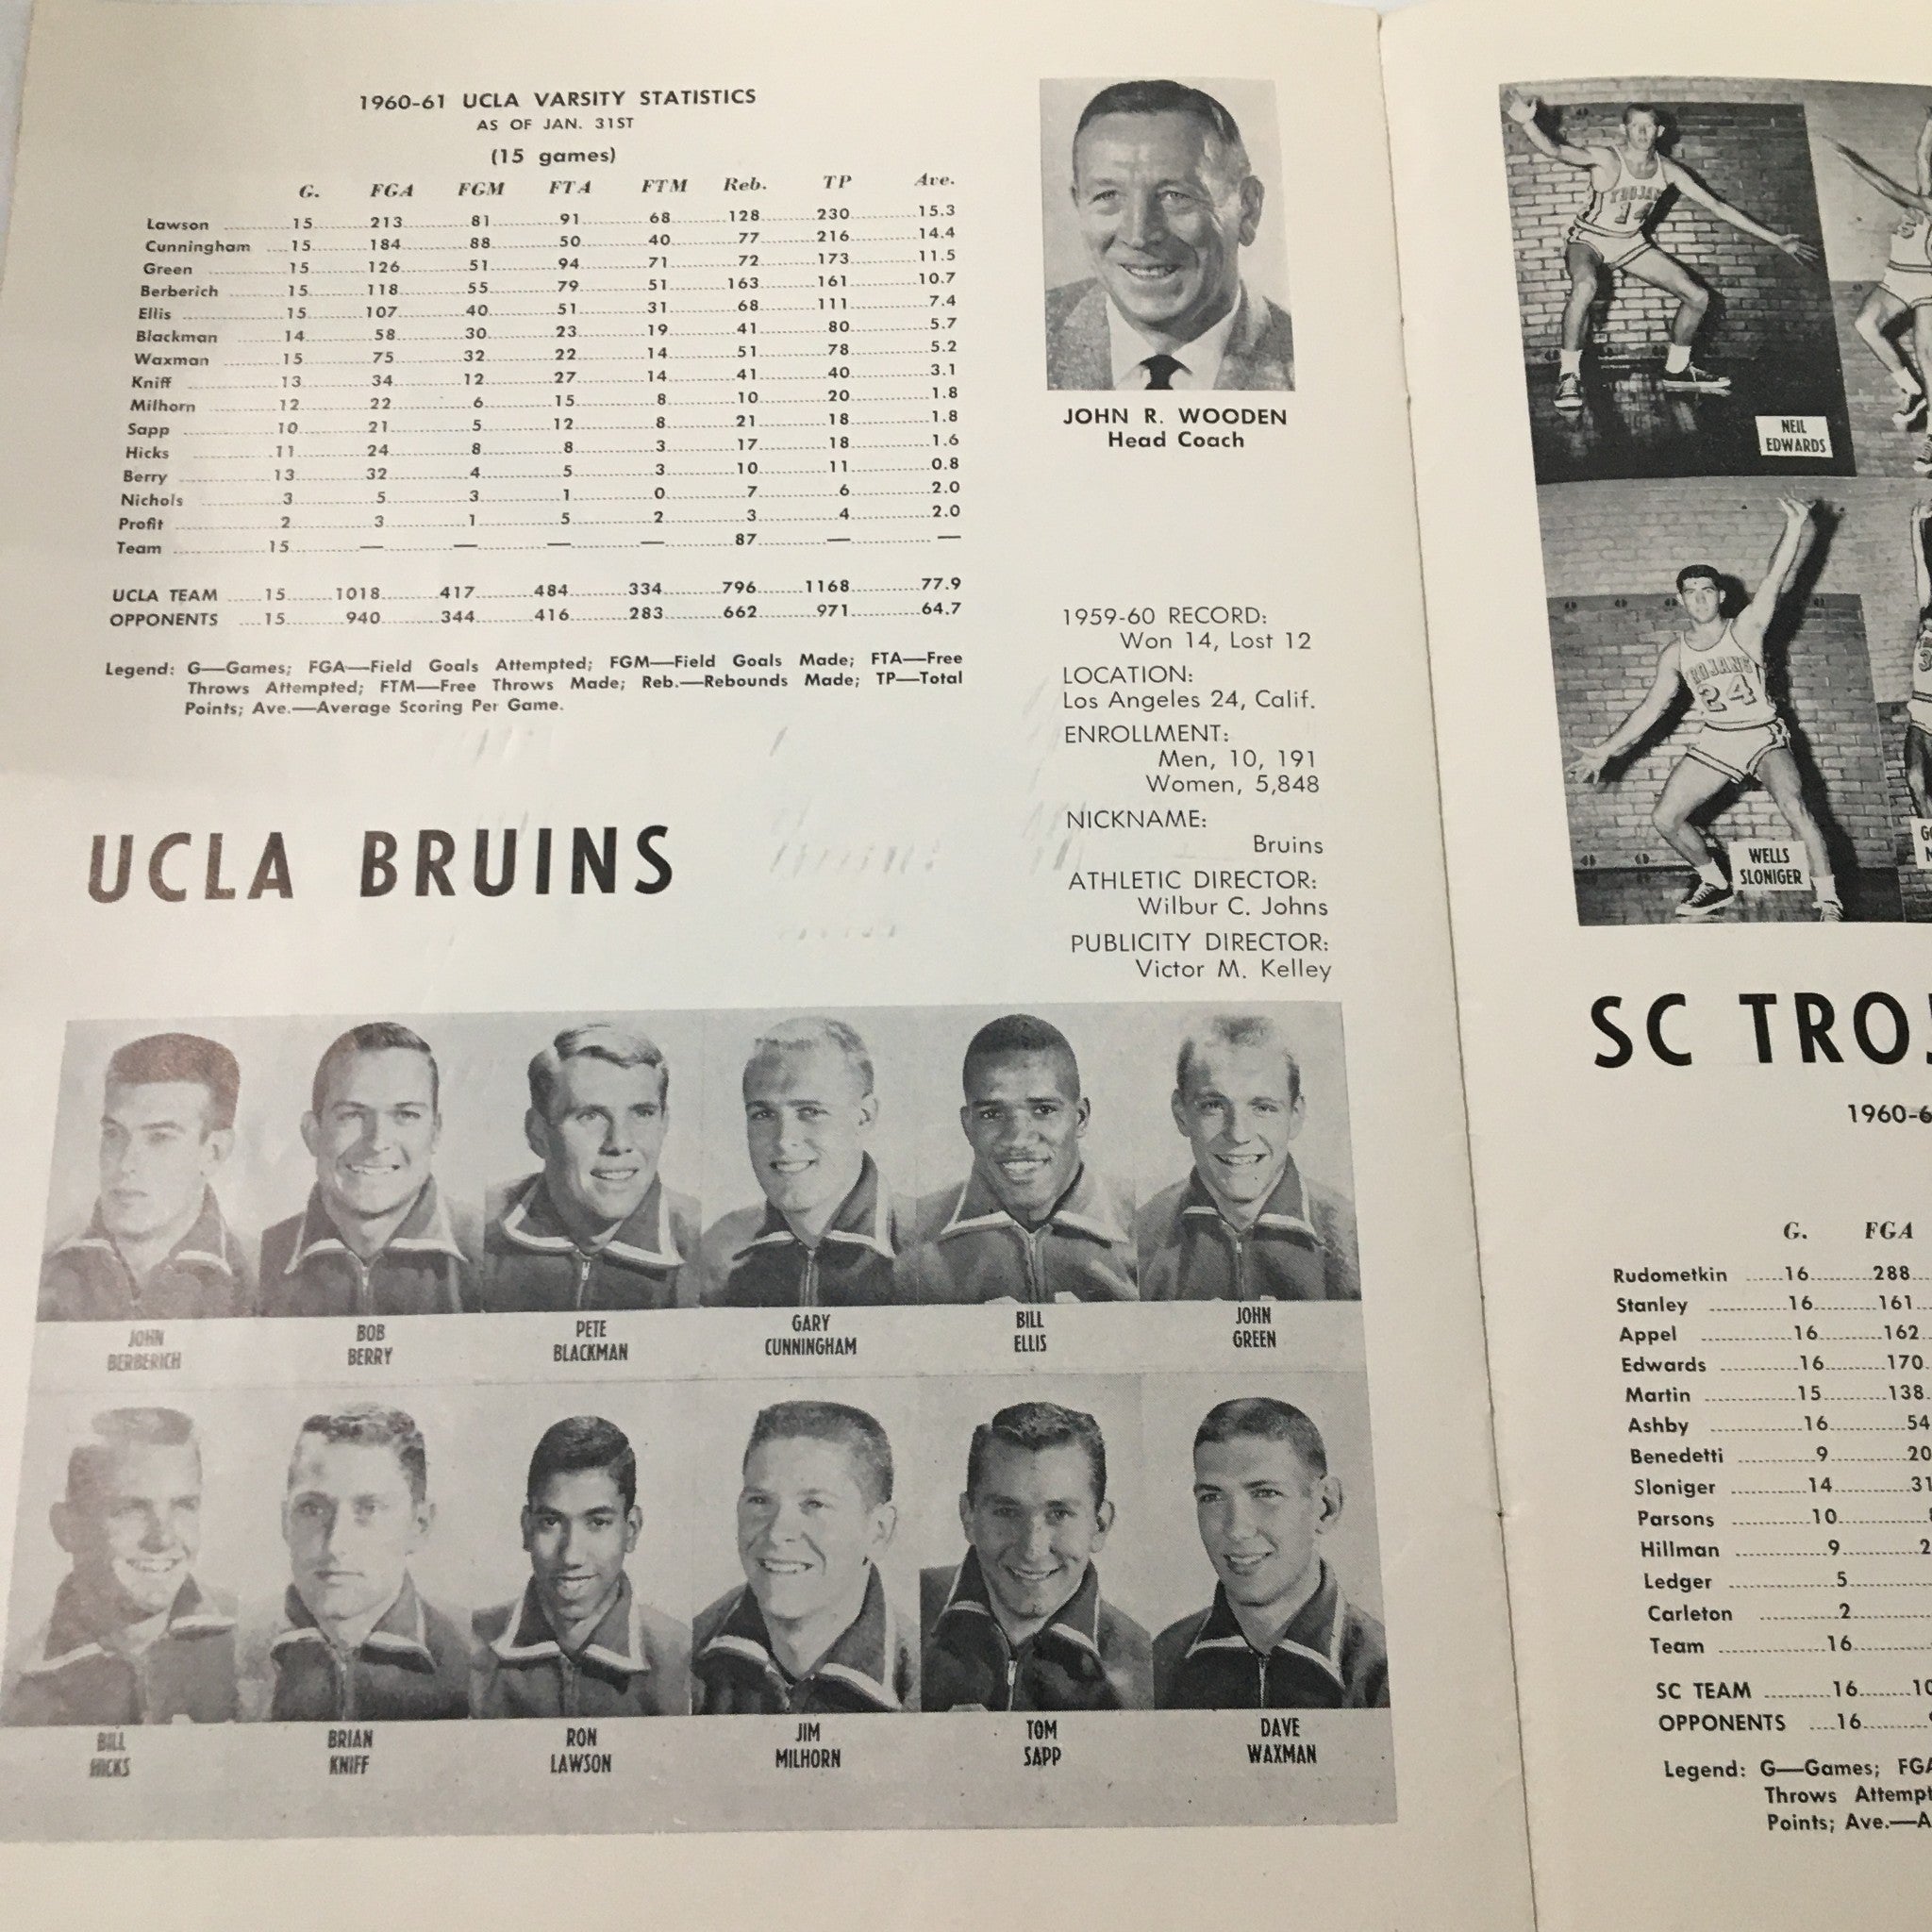 1960-61 UCLA VARSITY STATISTICS
AS OF JAN. 31ST
(15 games)
G. FGA FGM FTA FTM Reb. TP Ave.
Lawson 15 213 81 91 68 128 230 15.3
Cunningham 15 184 88 50 40 77 216 14.4
Green 15 126 51 94 71 72 173 11.5
Berberich 15 118 55 79 51 163 161 10.7
Ellis 15 107 40 51 31 68 111 7.4
Blackman 14 58 30 23 19 41 80 5.7
Waxman 15 75 32 22 14 51 78 5.2
Kniff 13 34 12 27 14 41 40 3.1
Milhorn 12 22 6 15 8 10 20 1.8
Sapp 10 21 5 12 8 21 18 1.8
Hicks 11 24 8 8 3 17 18 1.6
Berry 13 32 4 5 3 10 11 0.8
Nichols 3 5 3 1 0 7 6 2.0
Profit 2 3 1 5 2 3 4 2.0
Team 15 — — — — 87 — —
UCLA TEAM 15 1018 417 484 334 796 1168 77.9
OPPONENTS 15 940 344 416 283 662 971 64.7
Legend: G—Games; FGA—Field Goals Attempted; FGM—Field Goals Made; FTA—Free
Throws Attempted; FTM—Free Throws Made; Reb.—Rebounds Made; TP—Total
Points; Ave.—Average Scoring Per Game.
JOHN R. WOODEN
Head Coach
1959-60 RECORD:
Won 14, Lost 12
LOCATION:
Los Angeles 24, Calif.
ENROLLMENT:
Men, 10, 191
Women, 5,848
NICKNAME:
Bruins
ATHLETIC DIRECTOR:
Wilbur C. Johns
PUBLICITY DIRECTOR:
Victor M. Kelley
UCLA BRUINS
JOHN
BERBERICH
BOB
BERRY
PETE
BLACKMAN
GARY
CUNNINGHAM
BILL
ELLIS
JOHN
GREEN
BILL
HICKS
BRIAN
KNIFF
RON
LAWSON
JIM
MILHORN
TOM
SAPP
DAVE
WAXMAN
TROJANS
14
NEIL
EDWARDS
TROJANS
24
WELLS
SLONIGER
SC TRO
1960-6
G. FGA
Rudometkin 16 288
Stanley 16 161
Appel 16 162
Edwards 16 170
Martin 15 138
Ashby 16 54
Benedetti 9 20
Sloniger 14 31
Parsons 10
Hillman 9 2
Ledger 5
Carleton 2
Team 16
SC TEAM 16 10
OPPONENTS 16
Legend: G—Games; FGA
Throws Attempt
Points; Ave.—A